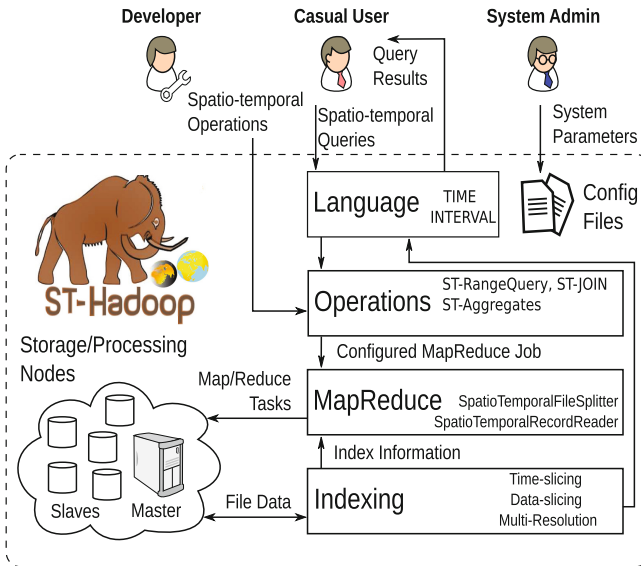 Developer
Casual User
System Admin
Query
Results
Spatio-temporal
Operations
Spatio-temporal
Queries
System
Parameters
Language
TIME
INTERVAL
Config
Files
ST-Hadoop
Operations
ST-RangeQuery, ST-JOIN
ST-Aggregates
Storage/Processing
Nodes
Configured MapReduce Job
Map/Reduce
Tasks
MapReduce
SpatioTemporalFileSplitter
SpatioTemporalRecordReader
Index Information
Indexing
Time-slicing
Data-slicing
Multi-Resolution
File Data
Slaves
Master